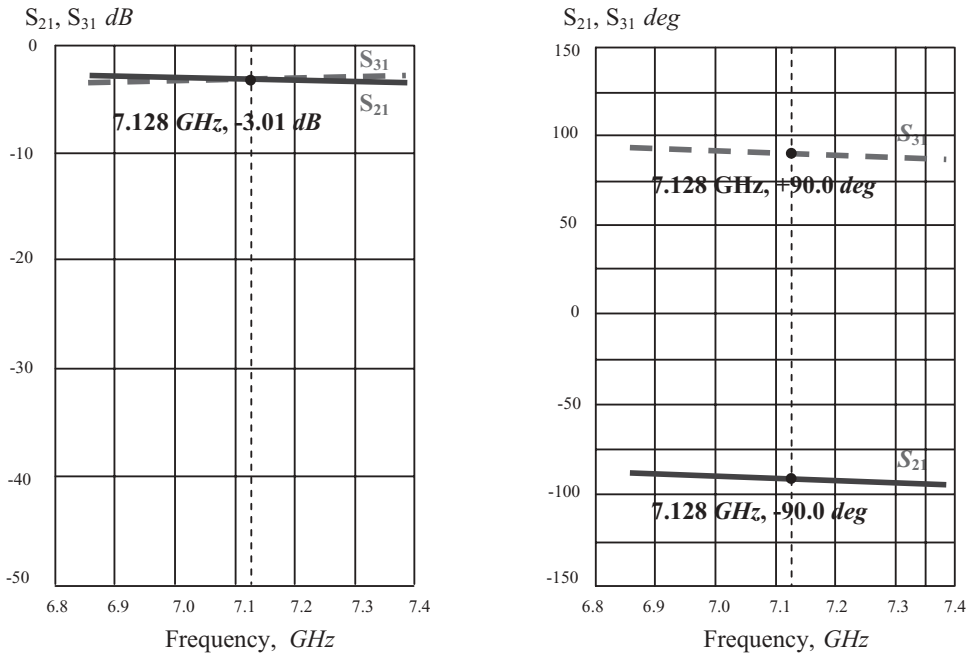 S21, S31 dB
0
-10
-20
-30
-40
-50
S31
S21
7.128 GHz, -3.01 dB
6.8 6.9 7.0 7.1 7.2 7.3 7.4
Frequency, GHz
S21, S31 deg
150
100
50
0
-50
-100
-150
S31
7.128 GHz, +90.0 deg
S21
7.128 GHz, -90.0 deg
6.8 6.9 7.0 7.1 7.2 7.3 7.4
Frequency, GHz